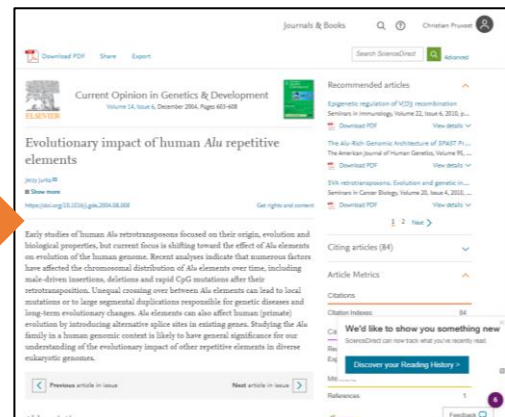 Journals & Books
Christian Pruvost
Download PDF Share Export
Search ScienceDirect
Advanced
ELSEVIER
Current Opinion in Genetics & Development
Volume 14, Issue 6, December 2004, Pages 603-608
Evolutionary impact of human Alu repetitive
elements
Jerzy Jurka
Show more
https://doi.org/10.1016/j.gde.2004.08.008
Get rights and content
Early studies of human Alu retrotransposons focused on their origin, evolution and
biological properties, but current focus is shifting toward the effect of Alu elements
on evolution of the human genome. Recent analyses indicate that numerous factors
have affected the chromosomal distribution of Alu elements over time, including
male-driven insertions, deletions and rapid CpG mutations after their
retrotransposition. Unequal crossing over between Alu elements can lead to local
mutations or to large segmental duplications responsible for genetic diseases and
long-term evolutionary changes. Alu elements can also affect human (primate)
evolution by introducing alternative splice sites in existing genes. Studying the Alu
family in a human genomic context is likely to have general significance for our
understanding of the evolutionary impact of other repetitive elements in diverse
eukaryotic genomes.
Previous article in issue
Next article in issue
Recommended articles
Epigenetic regulation of V(D)J recombination
Seminars in Immunology, Volume 22, Issue 6, 2010, p...
Download PDF View details
The Alu-Rich Genomic Architecture of SPAST Pr...
The American Journal of Human Genetics, Volume 95, ...
Download PDF View details
SVA retrotransposons: Evolution and genetic in...
Seminars in Cancer Biology, Volume 20, Issue 4, 2010, ...
Download PDF View details
1 2 Next
Citing articles (84)
Article Metrics
Citations
Citation Indexes 84
We'd like to show you something new
ScienceDirect can now track what you've recently read.
Discover your Reading History >
References 1
6
Feedback